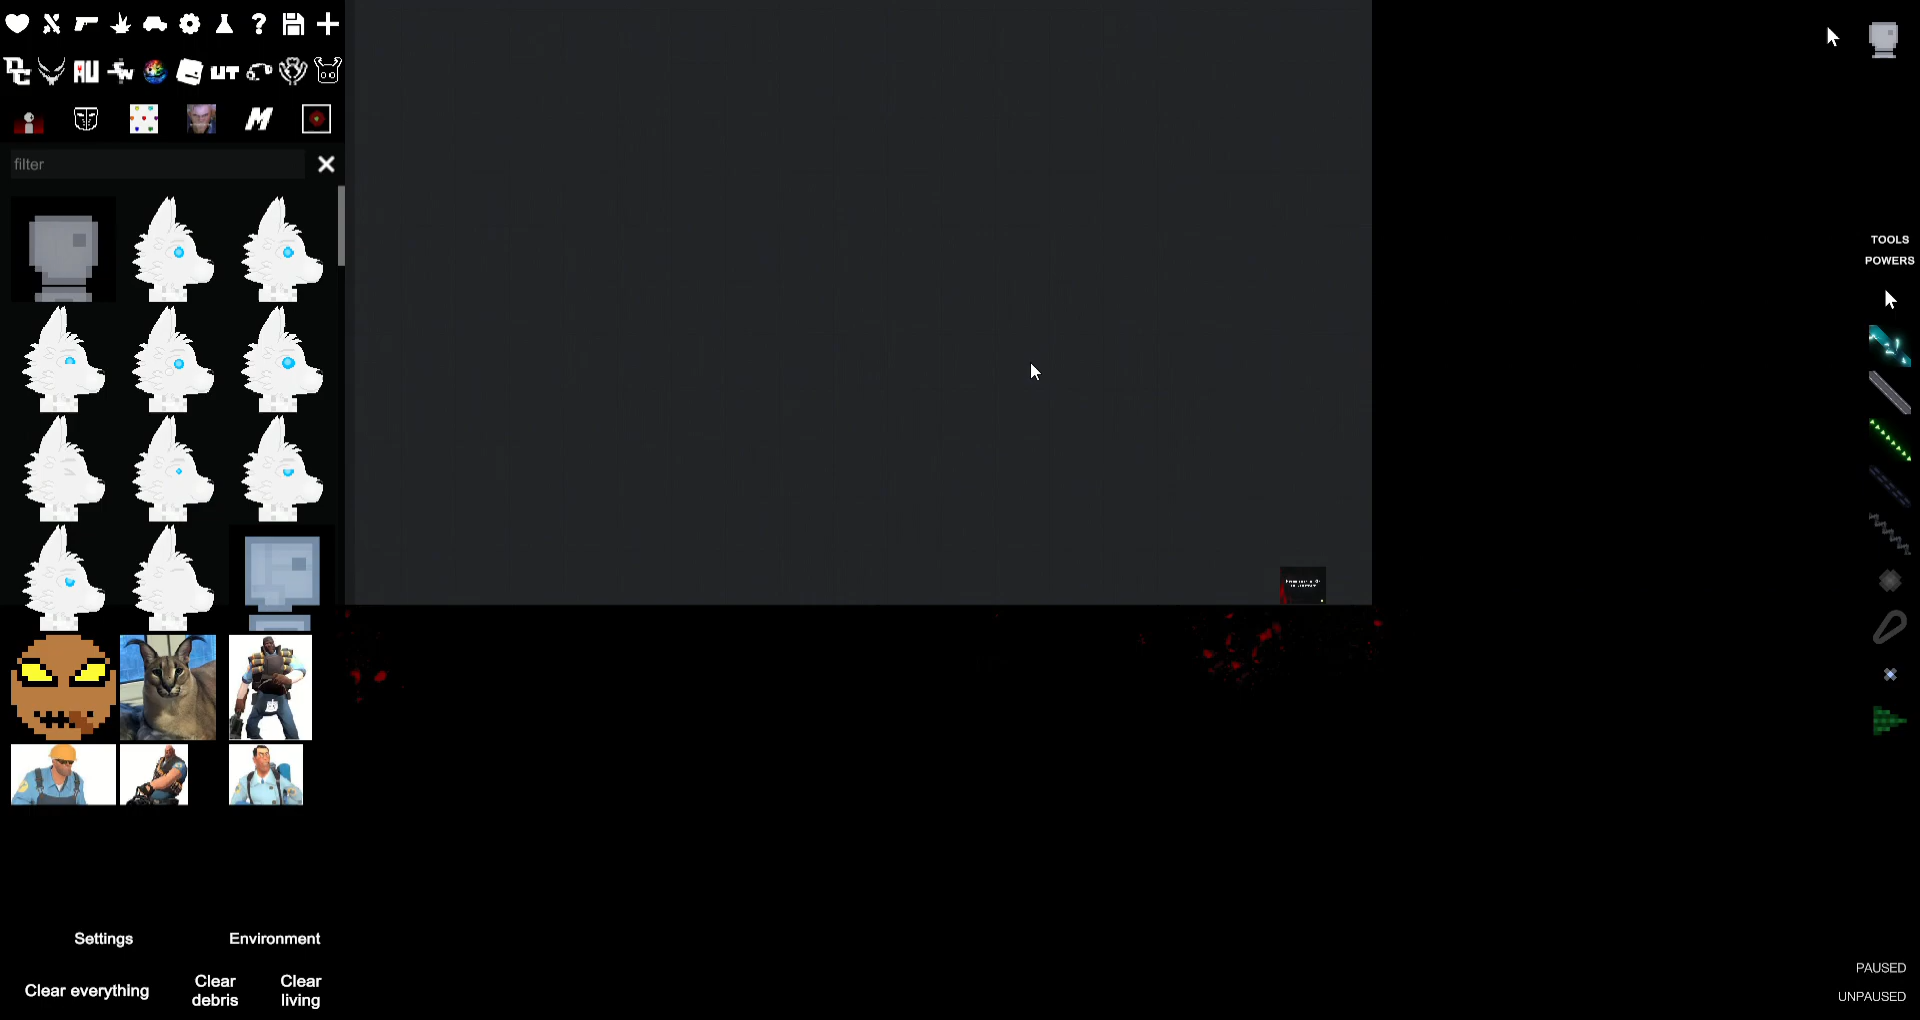 filter
TOOLS
POWERS
Settings
Environment
Clear everything
Clear
debris
Clear
living
PAUSED
UNPAUSED